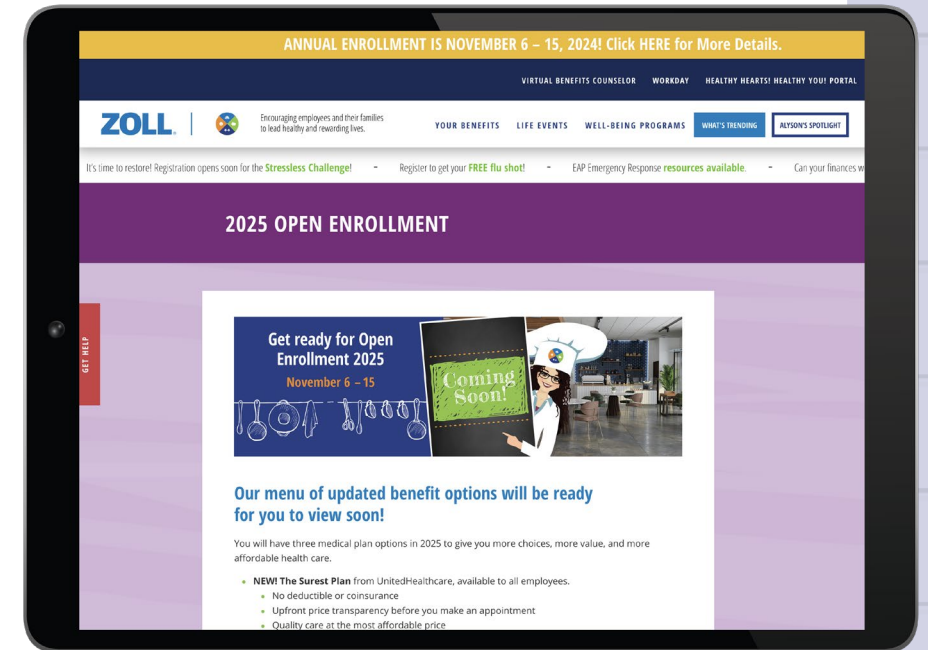 ANNUAL ENROLLMENT IS NOVEMBER 6 – 15, 2024! Click HERE for More Details.
VIRTUAL BENEFITS COUNSELOR WORKDAY HEALTHY HEARTS! HEALTHY YOU! PORTAL
ZOLL
Encouraging employees and their families
to lead healthy and rewarding lives.
YOUR BENEFITS LIFE EVENTS WELL-BEING PROGRAMS WHAT'S TRENDING ALYSON'S SPOTLIGHT
It's time to restore! Registration opens soon for the Stressless Challenge! - Register to get your FREE flu shot! - EAP Emergency Response resources available. - Can your finances w
2025 OPEN ENROLLMENT
GET HELP
Get ready for Open
Enrollment 2025
November 6 – 15
Coming
Soon!
Our menu of updated benefit options will be ready
for you to view soon!
You will have three medical plan options in 2025 to give you more choices, more value, and more
affordable health care.
• NEW! The Surest Plan from UnitedHealthcare, available to all employees.
• No deductible or coinsurance
• Upfront price transparency before you make an appointment
• Quality care at the most affordable price